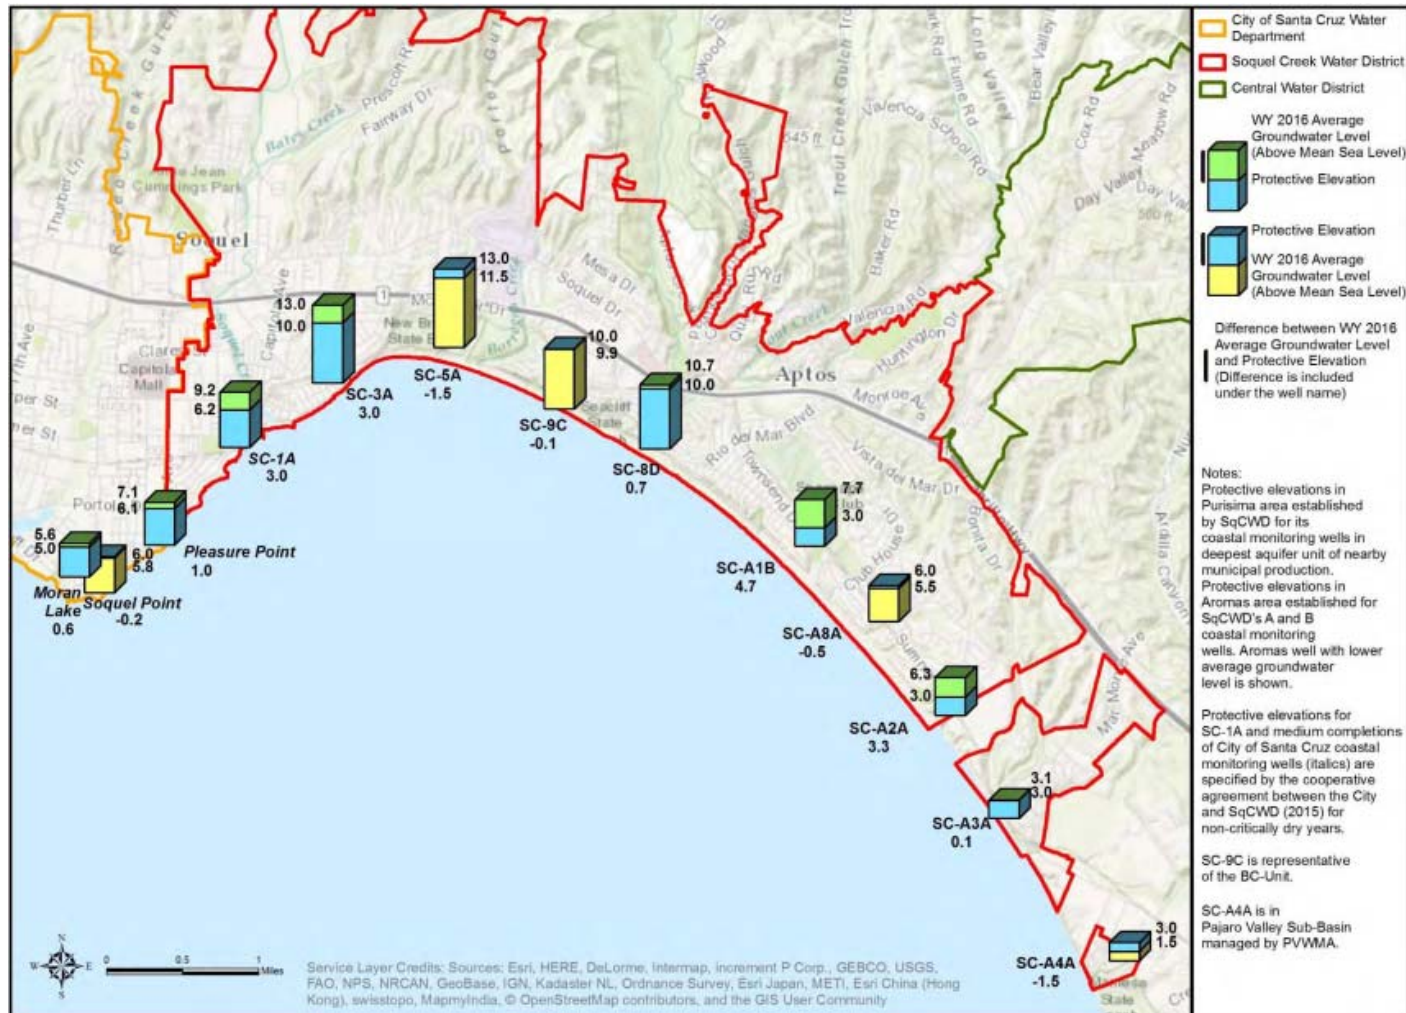 City of Santa Cruz Water
Department
Soquel Creek Water District
Central Water District
WY 2016 Average
Groundwater Level
(Above Mean Sea Level)
Protective Elevation
Protective Elevation
WY 2016 Average
Groundwater Level
(Above Mean Sea Level)
Difference between WY 2016
Average Groundwater Level
and Protective Elevation
(Difference is included
under the well name)
Notes:
Protective elevations in
Purisima area established
by SqCWD for its
coastal monitoring wells in
deepest aquifer unit of nearby
municipal production.
Protective elevations in
Aromas area established for
SqCWD's A and B
coastal monitoring
wells. Aromas well with lower
average groundwater
level is shown.
Protective elevations for
SC-1A and medium completions
of City of Santa Cruz coastal
monitoring wells (italics) are
specified by the cooperative
agreement between the City
and SqCWD (2015) for
non-critically dry years.
SC-9C is representative
of the BC-Unit.
SC-A4A is in
Pajaro Valley Sub-Basin
managed by PVWMA.
Thurber Ln
Cummings Park
Bates Creek
Prescott Rd
Fairway Dr
Soquel
Capitola Ave
Capitola
Mall
17th Ave
1
Mesa Dr
Soquel Dr
Seacliff
State
Aptos
545 ft
Trout Creek Gulch
Valencia School Rd
Flume Rd
Long Valley
Bear Valley
Cox Rd
Day Valley
Meadow Rd
Baker Rd
Valencia Rd
Huntington Dr
Monroe Ave
Rio del Mar Blvd
Townsend Dr
Vista del Mar Dr
Club House
Bonita Dr
Mar Monte Ave
5.6
5.0
Moran
Lake
0.6
6.0
5.8
Soquel Point
-0.2
7.1
6.1
Pleasure Point
1.0
9.2
6.2
SC-1A
3.0
13.0
10.0
SC-3A
3.0
13.0
11.5
SC-5A
-1.5
10.0
9.9
SC-9C
-0.1
10.7
10.0
SC-8D
0.7
7.7
3.0
SC-A1B
4.7
6.0
5.5
SC-A8A
-0.5
6.3
3.0
SC-A2A
3.3
3.1
3.0
SC-A3A
0.1
3.0
1.5
SC-A4A
-1.5
State
N
W E
S
0 0.5 1
Miles
Service Layer Credits: Sources: Esri, HERE, DeLorme, Intermap, increment P Corp., GEBCO, USGS,
FAO, NPS, NRCAN, GeoBase, IGN, Kadaster NL, Ordnance Survey, Esri Japan, METI, Esri China (Hong
Kong), swisstopo, MapmyIndia, © OpenStreetMap contributors, and the GIS User Community